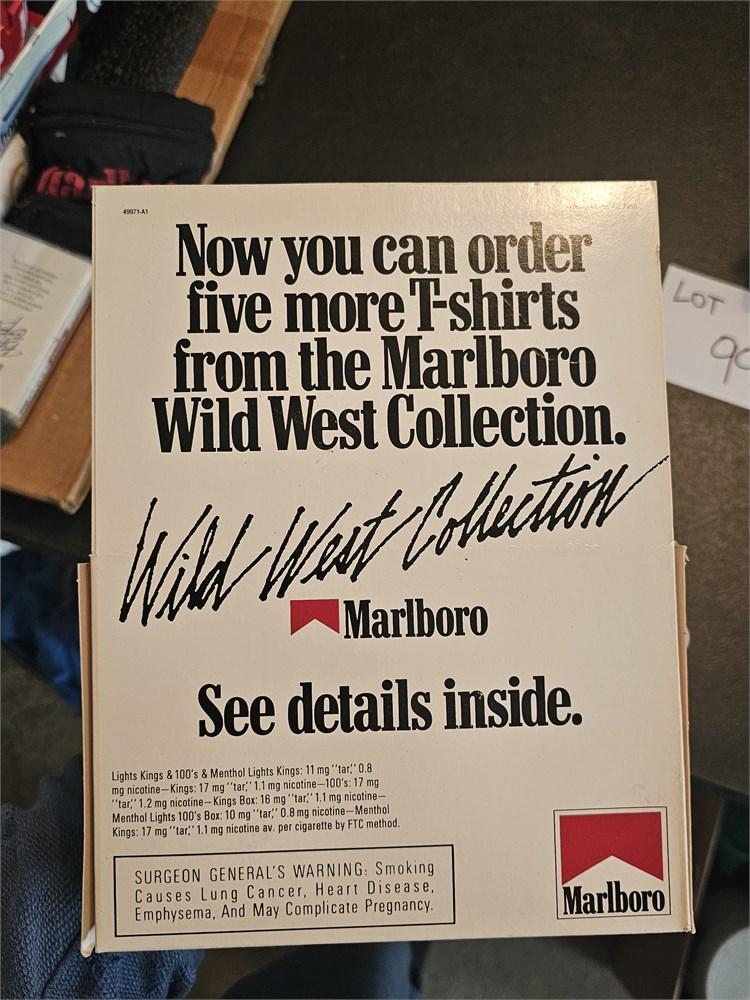 49971-A1
Now you can order
five more T-shirts
from the Marlboro
Wild West Collection.
Wild West Collection
Marlboro
See details inside.
Lights Kings & 100's & Menthol Lights Kings: 11 mg "tar," 0.8
mg nicotine—Kings: 17 mg "tar," 1.1 mg nicotine—100's: 17 mg
"tar," 1.2 mg nicotine—Kings Box: 16 mg "tar," 1.1 mg nicotine—
Menthol Lights 100's Box: 10 mg "tar," 0.8 mg nicotine—Menthol
Kings: 17 mg "tar," 1.1 mg nicotine av. per cigarette by FTC method.
SURGEON GENERAL'S WARNING: Smoking
Causes Lung Cancer, Heart Disease,
Emphysema, And May Complicate Pregnancy.
Marlboro
LOT